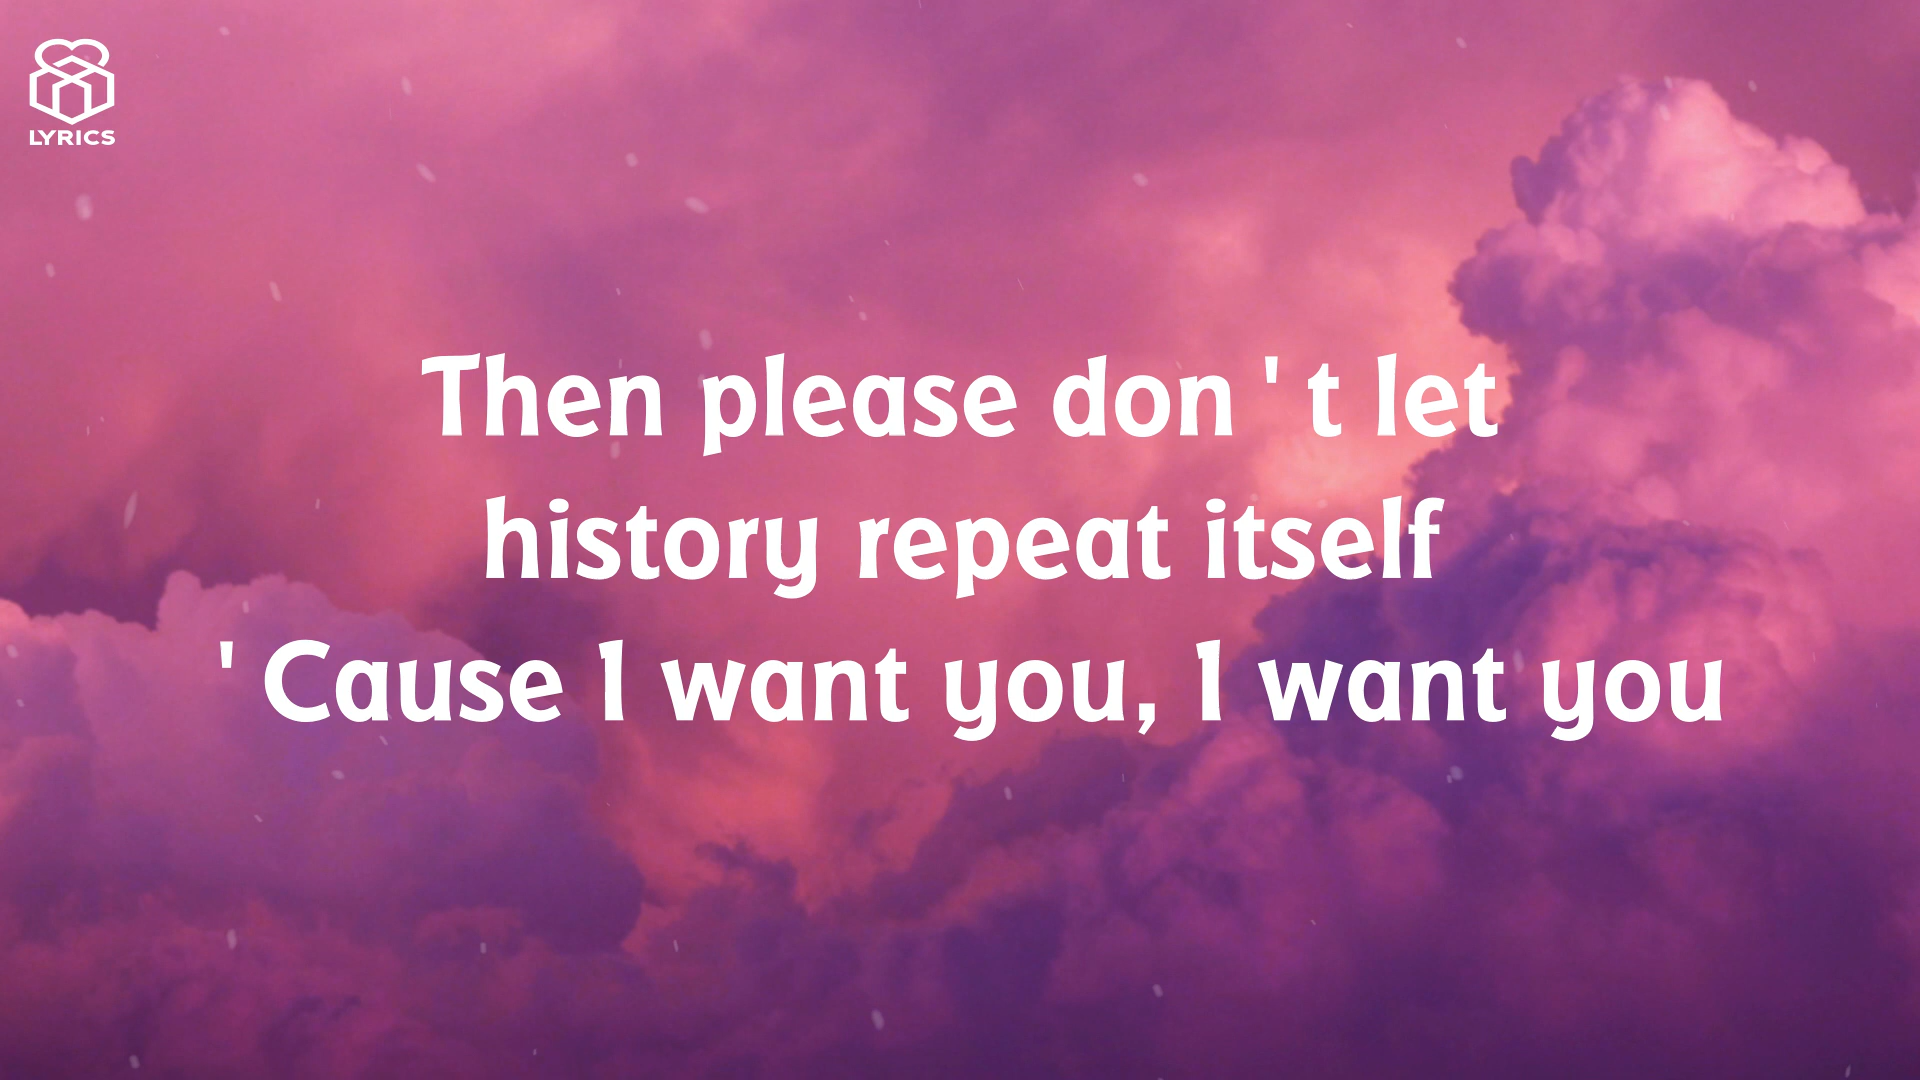 LYRICS
Then please don't let
history repeat itself
'Cause I want you, I want you